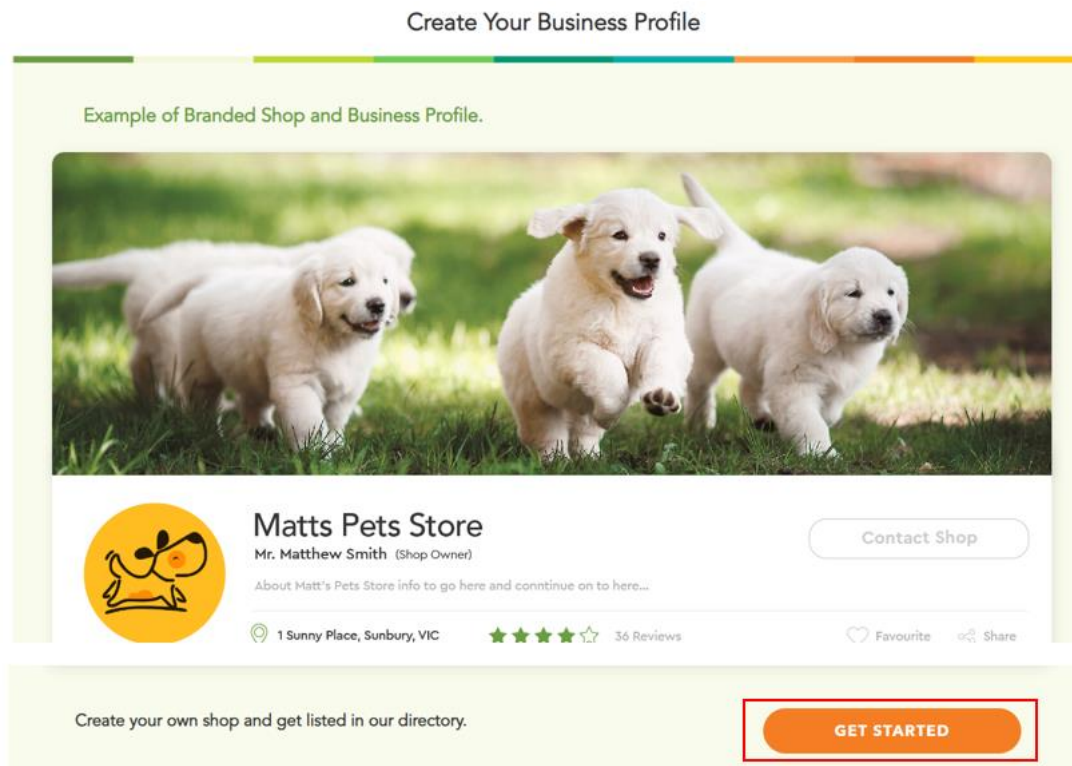 Create Your Business Profile
Example of Branded Shop and Business Profile.
Matts Pets Store
Contact Shop
Mr. Matthew Smith (Shop Owner)
About Matt's Pets Store info to go here and conntinue on to here...
1 Sunny Place, Sunbury, VIC 36 Reviews Favourite Share
Create your own shop and get listed in our directory.
GET STARTED